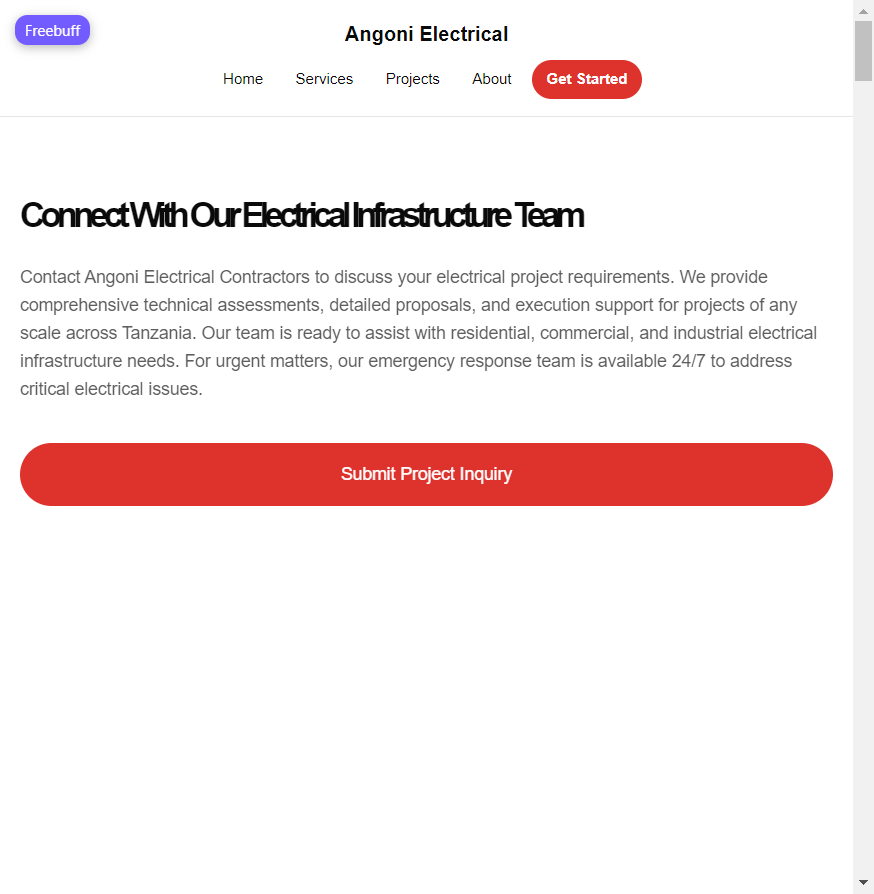 Freebuff
Angoni Electrical
Home Services Projects About Get Started
Connect With Our Electrical Infrastructure Team
Contact Angoni Electrical Contractors to discuss your electrical project requirements. We provide
comprehensive technical assessments, detailed proposals, and execution support for projects of any
scale across Tanzania. Our team is ready to assist with residential, commercial, and industrial electrical
infrastructure needs. For urgent matters, our emergency response team is available 24/7 to address
critical electrical issues.
Submit Project Inquiry